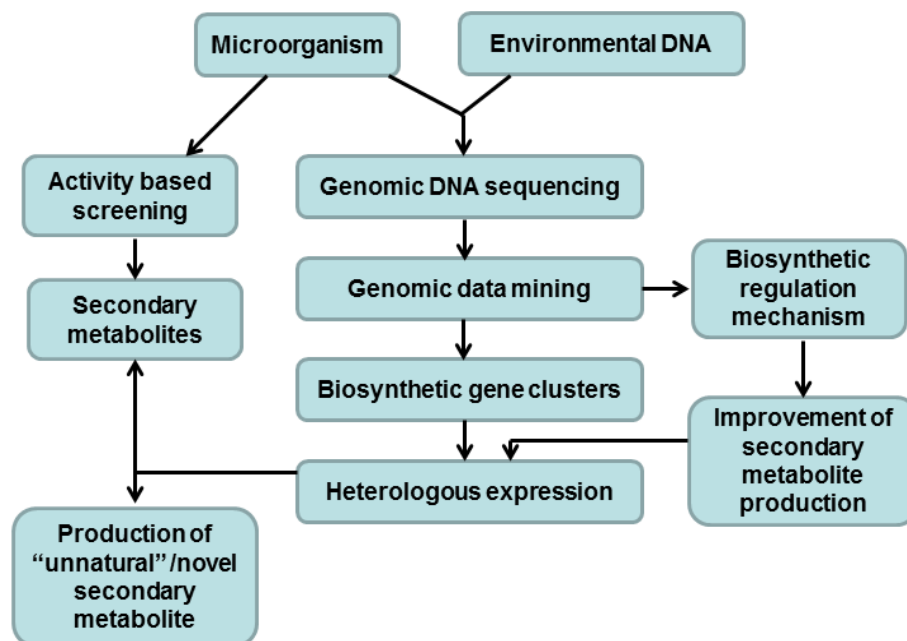 Microorganism
Environmental DNA
Activity based
screening
Genomic DNA sequencing
Genomic data mining
Biosynthetic
regulation
mechanism
Secondary
metabolites
Biosynthetic gene clusters
Improvement of
secondary
metabolite
production
Heterologous expression
Production of
“unnatural”/novel
secondary
metabolite